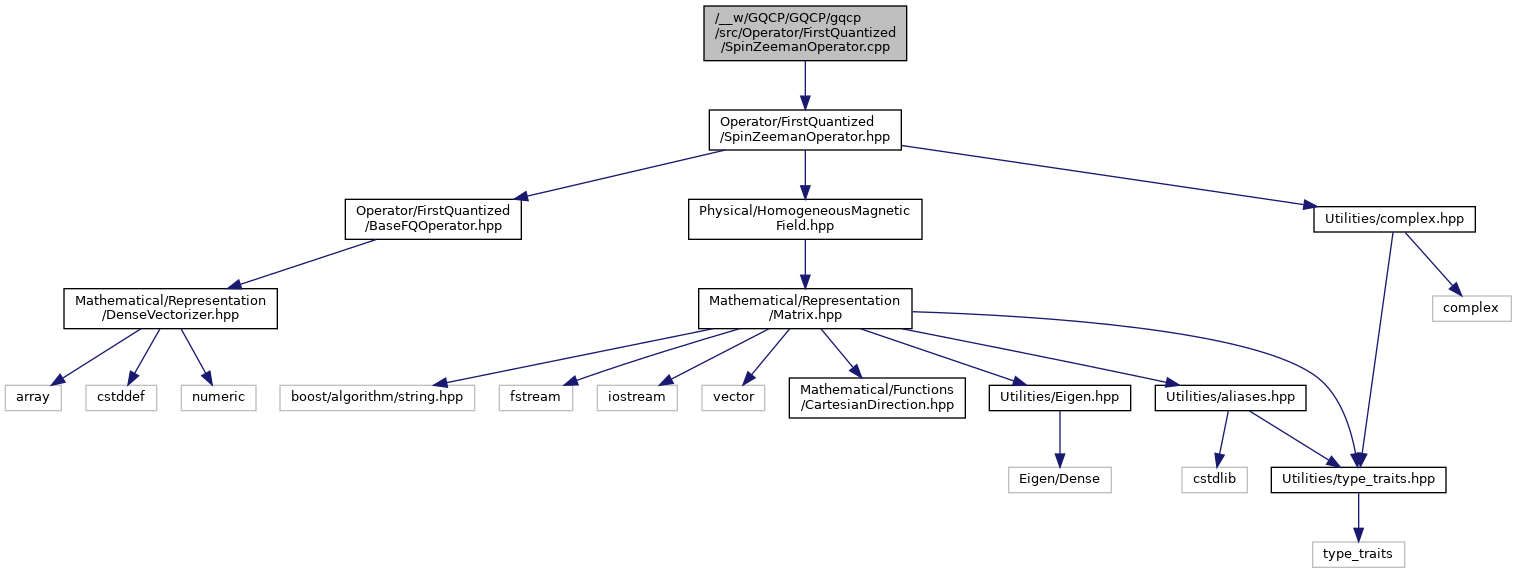 /__w/GQCP/GQCP/gqcp
/src/Operator/FirstQuantized
/SpinZeemanOperator.cpp
Operator/FirstQuantized
/SpinZeemanOperator.hpp
Operator/FirstQuantized
/BaseFQOperator.hpp
Physical/HomogeneousMagnetic
Field.hpp
Utilities/complex.hpp
Mathematical/Representation
/DenseVectorizer.hpp
Mathematical/Representation
/Matrix.hpp
complex
array
cstddef
numeric
boost/algorithm/string.hpp
fstream
iostream
vector
Mathematical/Functions
/CartesianDirection.hpp
Utilities/Eigen.hpp
Utilities/aliases.hpp
Eigen/Dense
cstdlib
Utilities/type_traits.hpp
type_traits